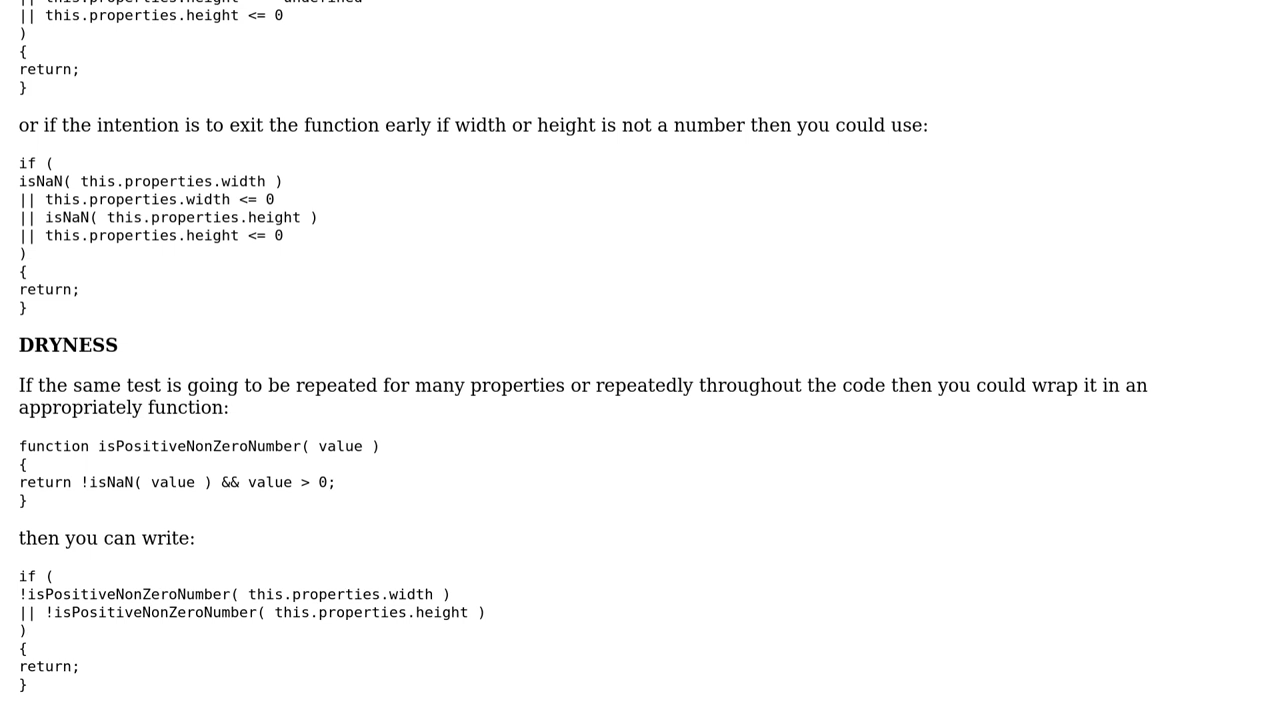 || this.properties.height <= 0
)
{
return;
}
or if the intention is to exit the function early if width or height is not a number then you could use:
if (
isNaN( this.properties.width )
|| this.properties.width <= 0
|| isNaN( this.properties.height )
|| this.properties.height <= 0
)
{
return;
}
DRYNESS
If the same test is going to be repeated for many properties or repeatedly throughout the code then you could wrap it in an
appropriately function:
function isPositiveNonZeroNumber( value )
{
return !isNaN( value ) && value > 0;
}
then you can write:
if (
!isPositiveNonZeroNumber( this.properties.width )
|| !isPositiveNonZeroNumber( this.properties.height )
)
{
return;
}